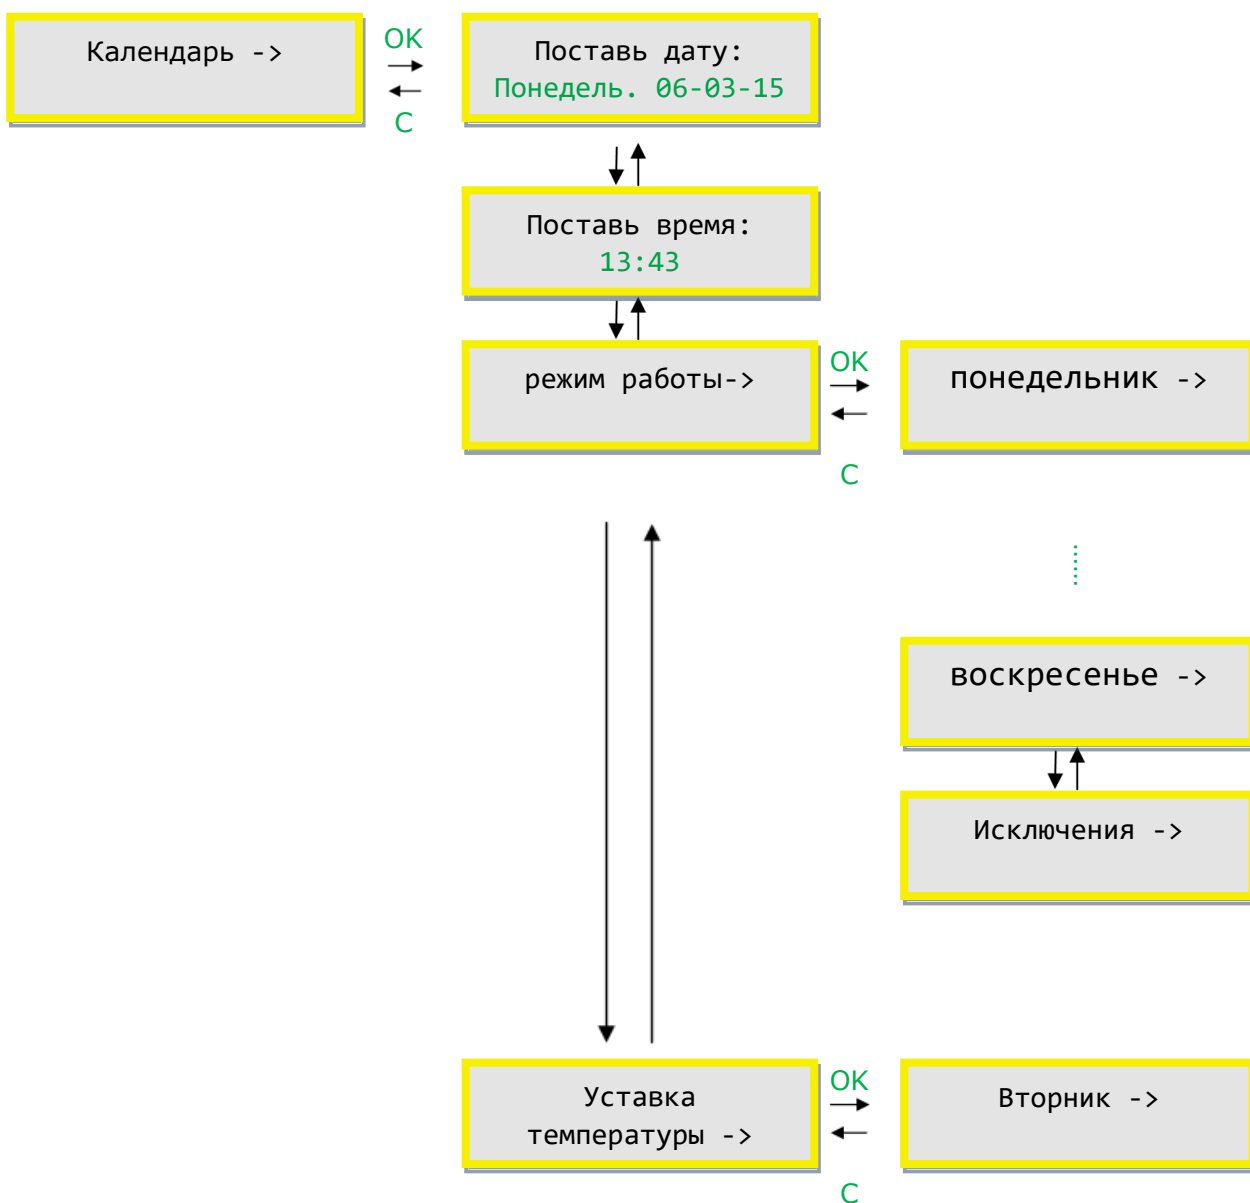 Календарь ->
OK
C
Поставь дату:
Понедель. 06-03-15
Поставь время:
13:43
режим работы->
OK
C
понедельник ->
воскресенье ->
Исключения ->
Уставка
температуры ->
OK
C
Вторник ->